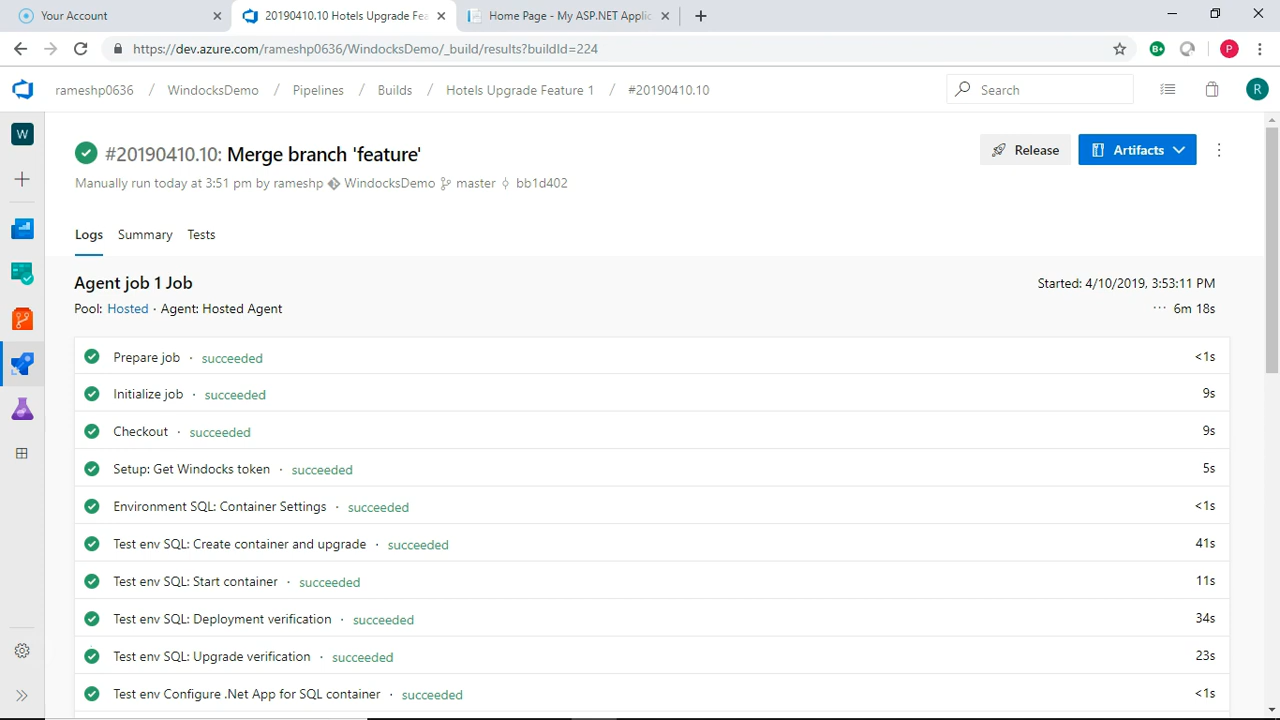 Your Account
20190410.10 Hotels Upgrade Fea
Home Page - My ASP.NET Applic
https://dev.azure.com/rameshp0636/WindocksDemo/_build/results?buildId=224
B+
P
rameshp0636 / WindocksDemo / Pipelines / Builds / Hotels Upgrade Feature 1 / #20190410.10
Search
R
W
#20190410.10: Merge branch 'feature'
Release
Artifacts
Manually run today at 3:51 pm by rameshp WindocksDemo master bb1d402
Logs Summary Tests
Agent job 1 Job
Started: 4/10/2019, 3:53:11 PM
Pool: Hosted · Agent: Hosted Agent
··· 6m 18s
Prepare job · succeeded <1s
Initialize job · succeeded 9s
Checkout · succeeded 9s
Setup: Get Windocks token · succeeded 5s
Environment SQL: Container Settings · succeeded <1s
Test env SQL: Create container and upgrade · succeeded 41s
Test env SQL: Start container · succeeded 11s
Test env SQL: Deployment verification · succeeded 34s
Test env SQL: Upgrade verification · succeeded 23s
Test env Configure .Net App for SQL container · succeeded <1s